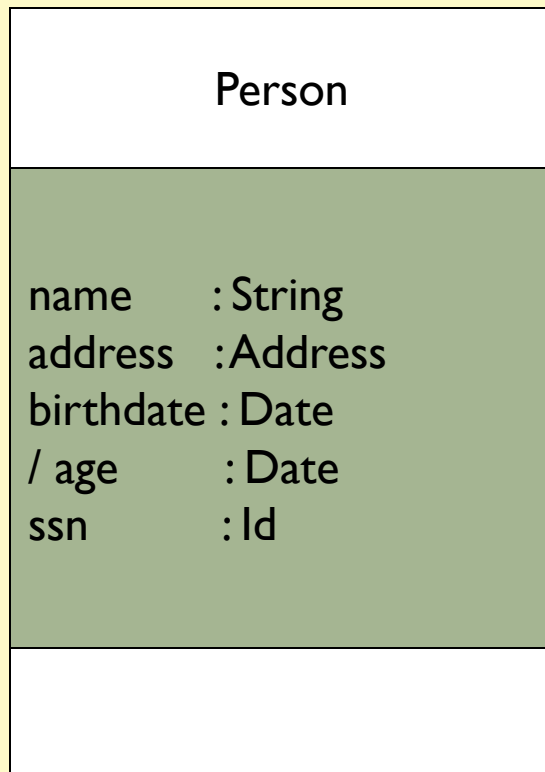 Person
name : String
address : Address
birthdate : Date
/ age : Date
ssn : Id